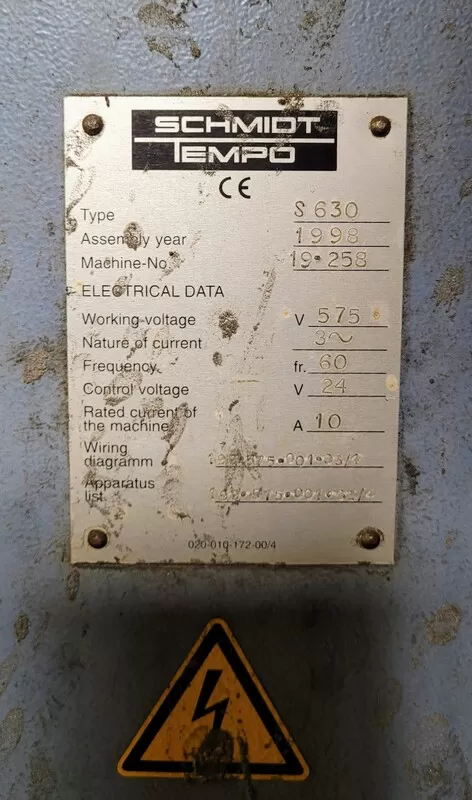 SCHMIDT
TEMPO
CE
Type S 630
Assembly year 1998
Machine-No. 19·258
ELECTRICAL DATA
Working-voltage V 575
Nature of current 3~
Frequency fr. 60
Control voltage V 24
Rated current of
the machine A 10
Wiring
diagramm
Apparatus
list
020-010-172-00/4